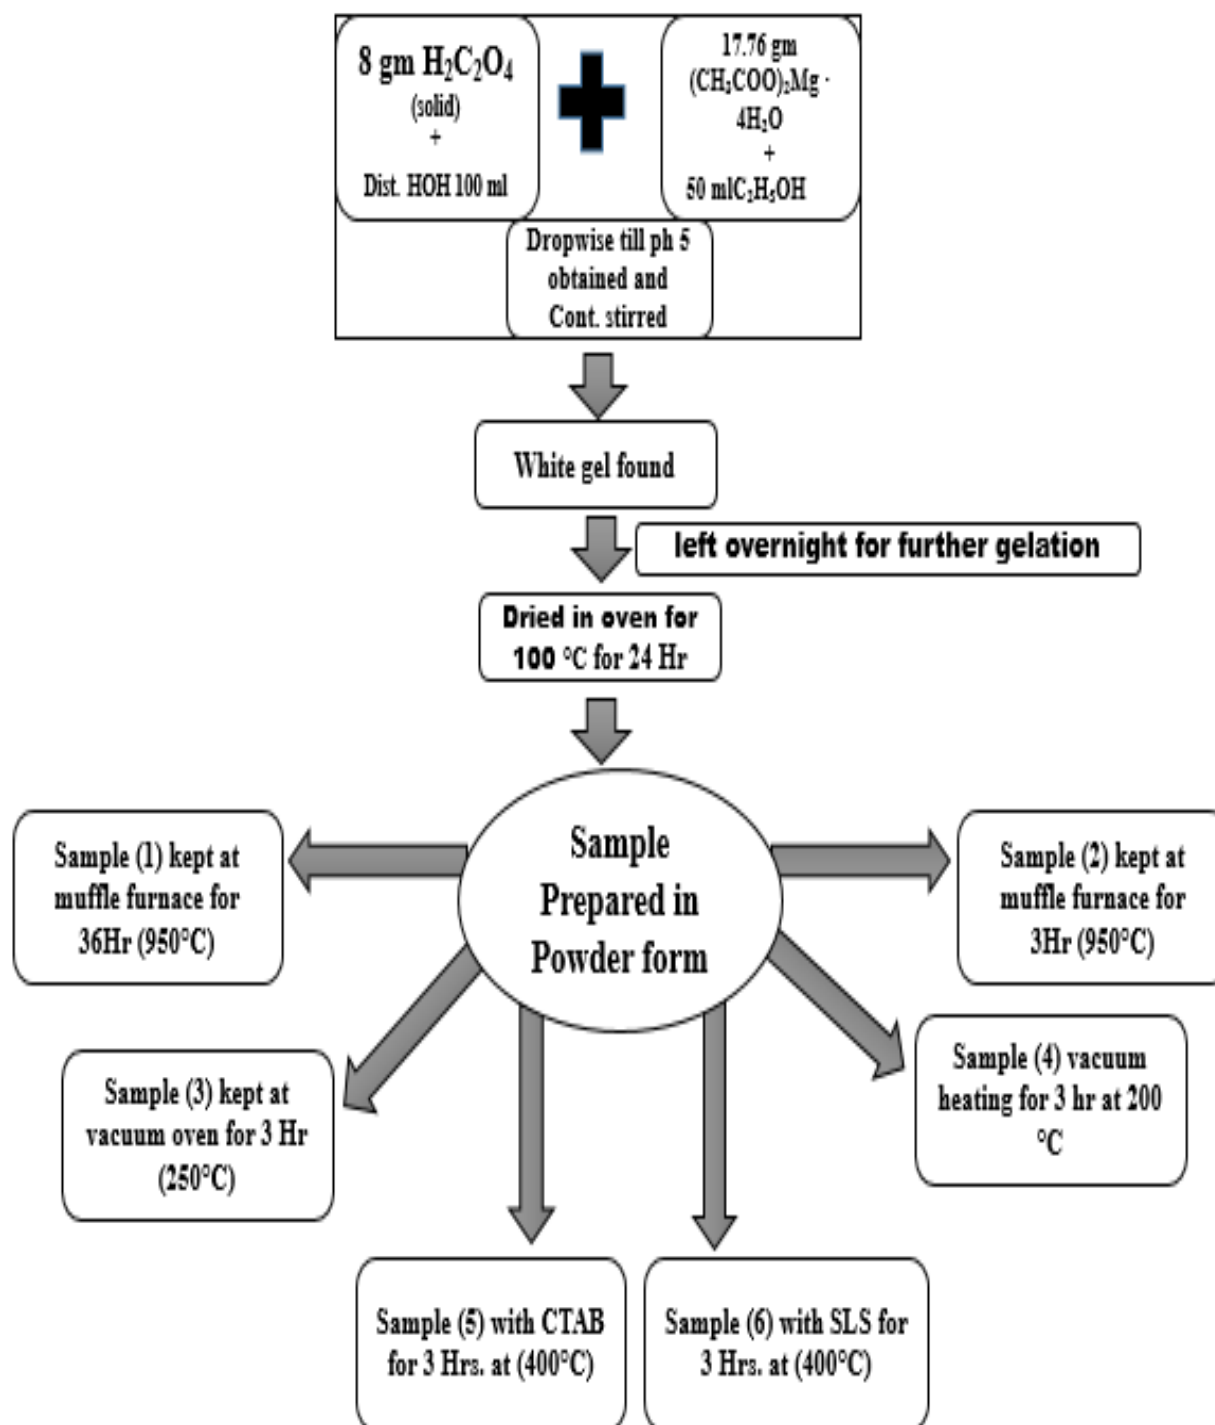 8 gm H₂C₂O₄
(solid)
+
Dist. HOH 100 ml
17.76 gm
(CH₃COO)₂Mg ·
4H₂O
+
50 mlC₂H₅OH
Dropwise till ph 5
obtained and
Cont. stirred
White gel found
left overnight for further gelation
Dried in oven for
100 °C for 24 Hr
Sample
Prepared in
Powder form
Sample (1) kept at
muffle furnace for
36Hr (950°C)
Sample (2) kept at
muffle furnace for
3Hr (950°C)
Sample (3) kept at
vacuum oven for 3 Hr
(250°C)
Sample (4) vacuum
heating for 3 hr at 200
°C
Sample (5) with CTAB
for 3 Hrs. at (400°C)
Sample (6) with SLS for
3 Hrs. at (400°C)